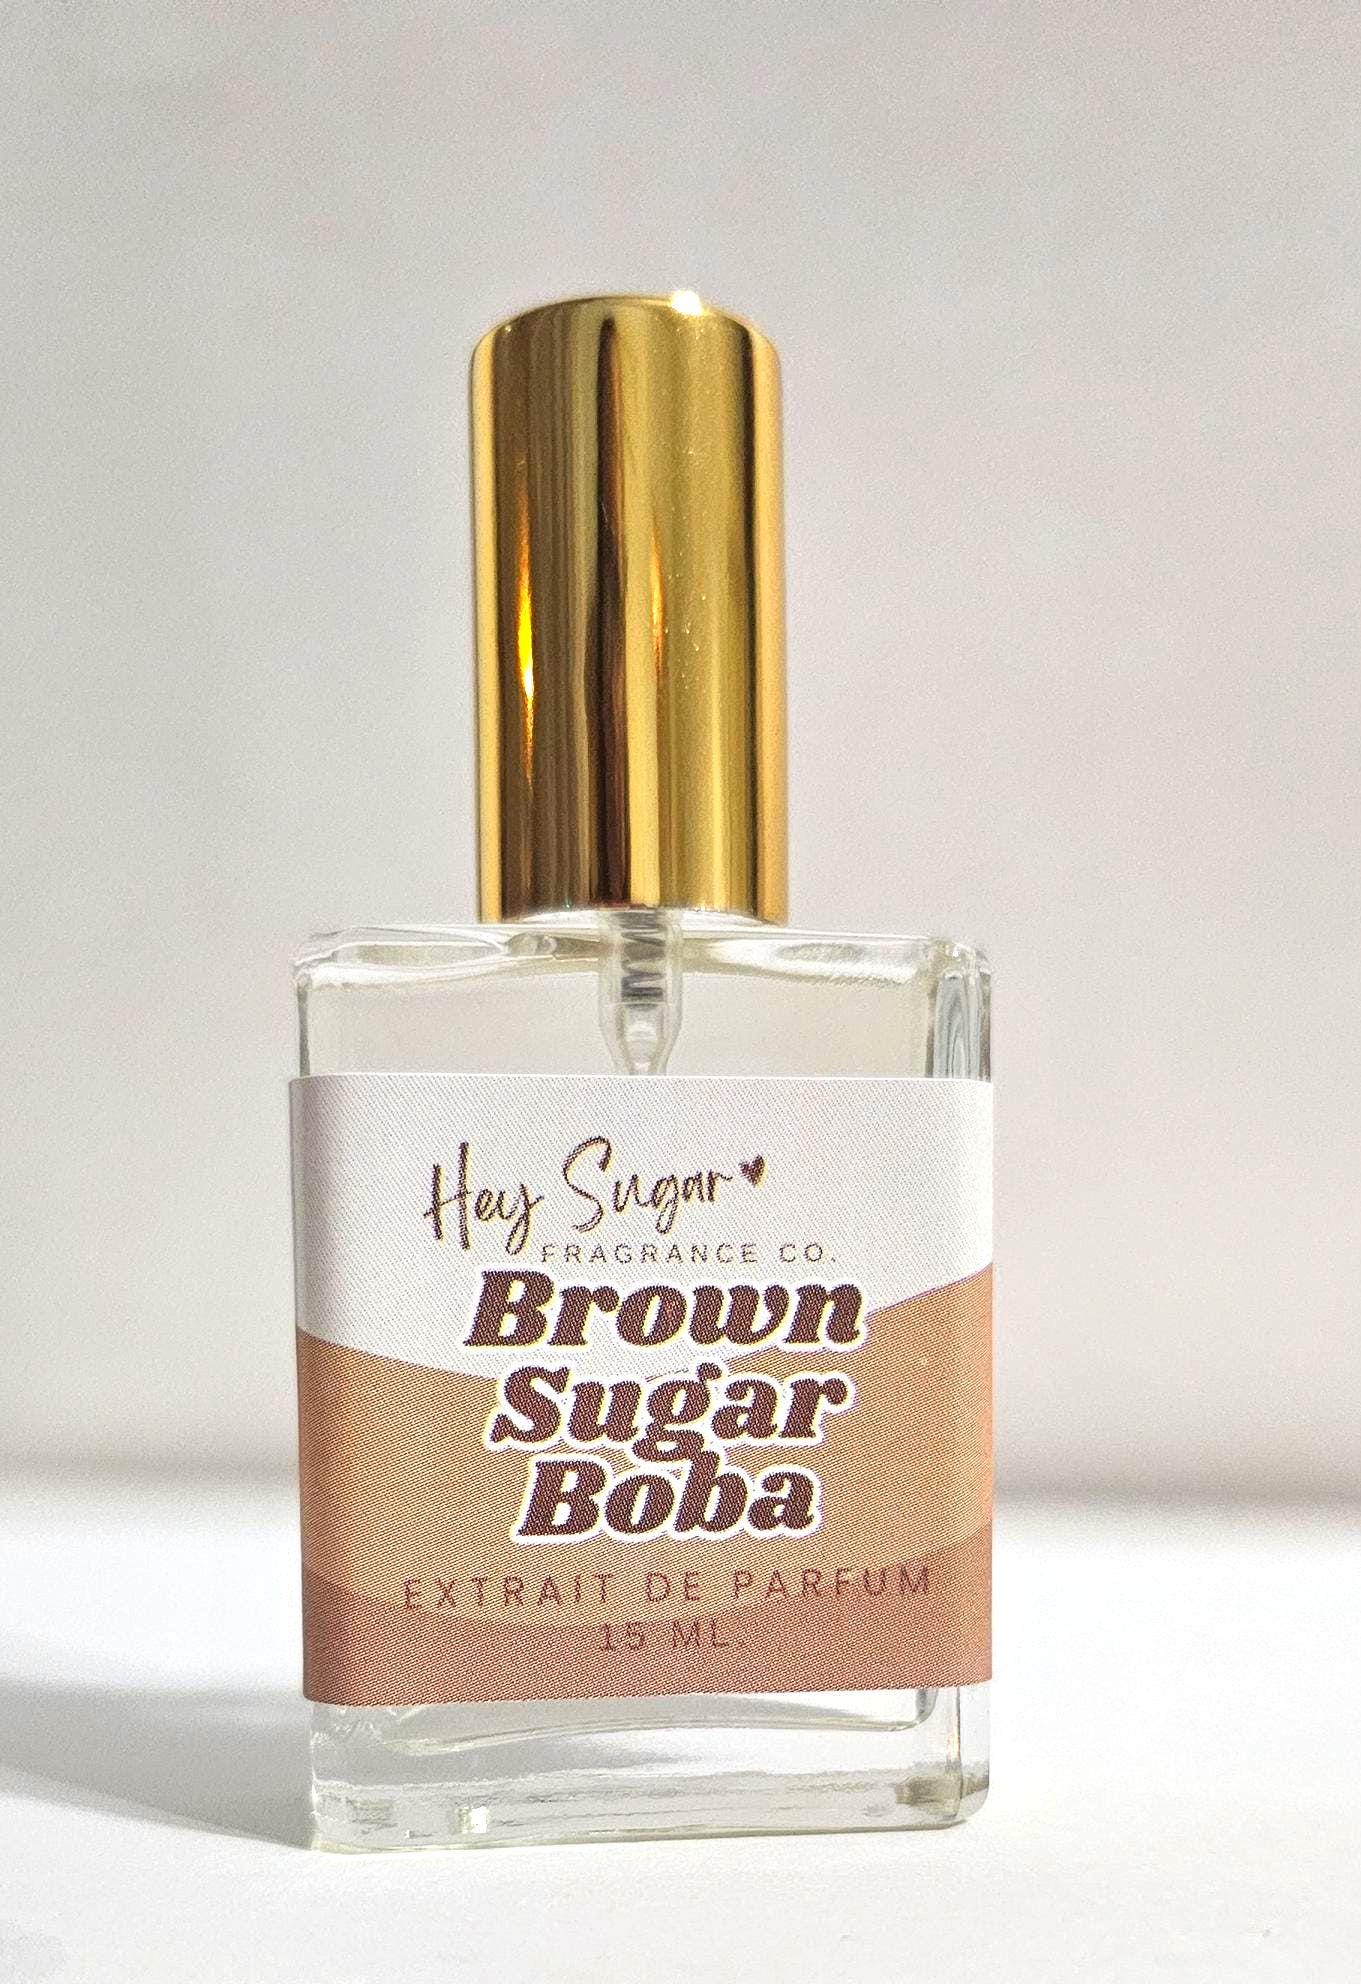 Hey Sugar
FRAGRANCE CO.
Brown
Sugar
Boba
EXTRAIT DE PARFUM
15 ML.